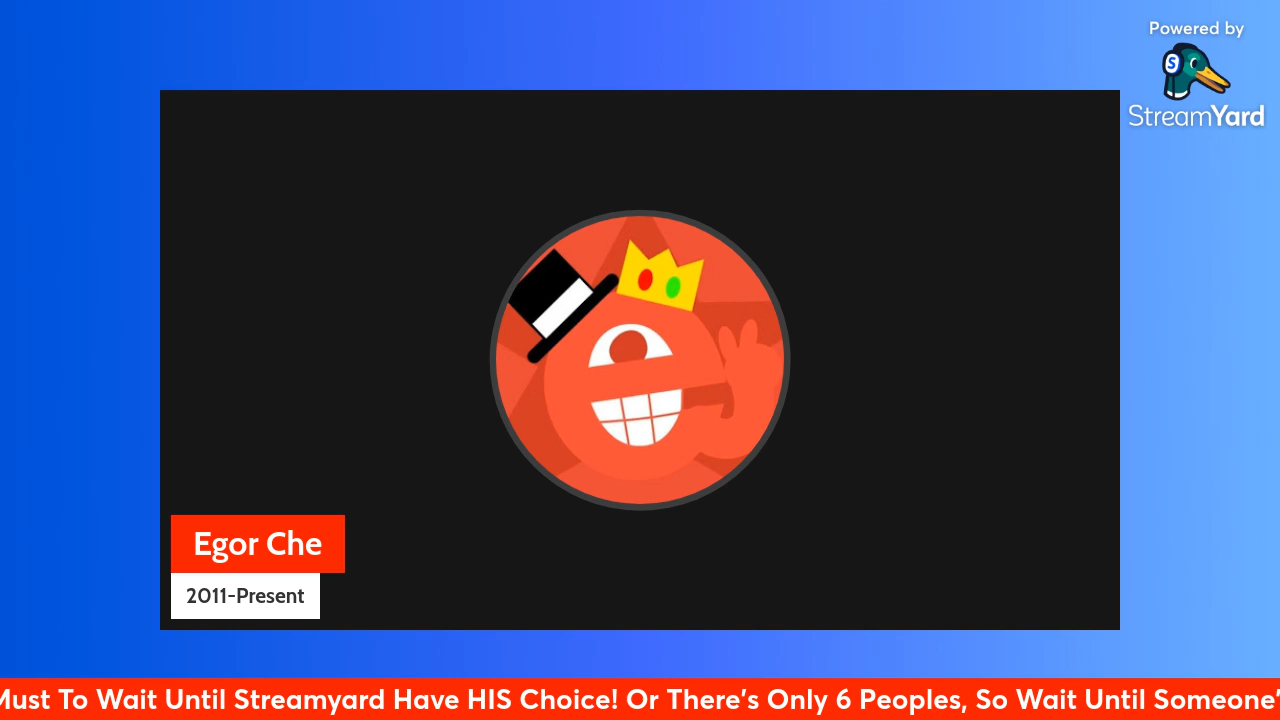 Powered by
S
StreamYard
Egor Che
2011-Present
Must To Wait Until Streamyard Have HIS Choice! Or There's Only 6 Peoples, So Wait Until Someone'